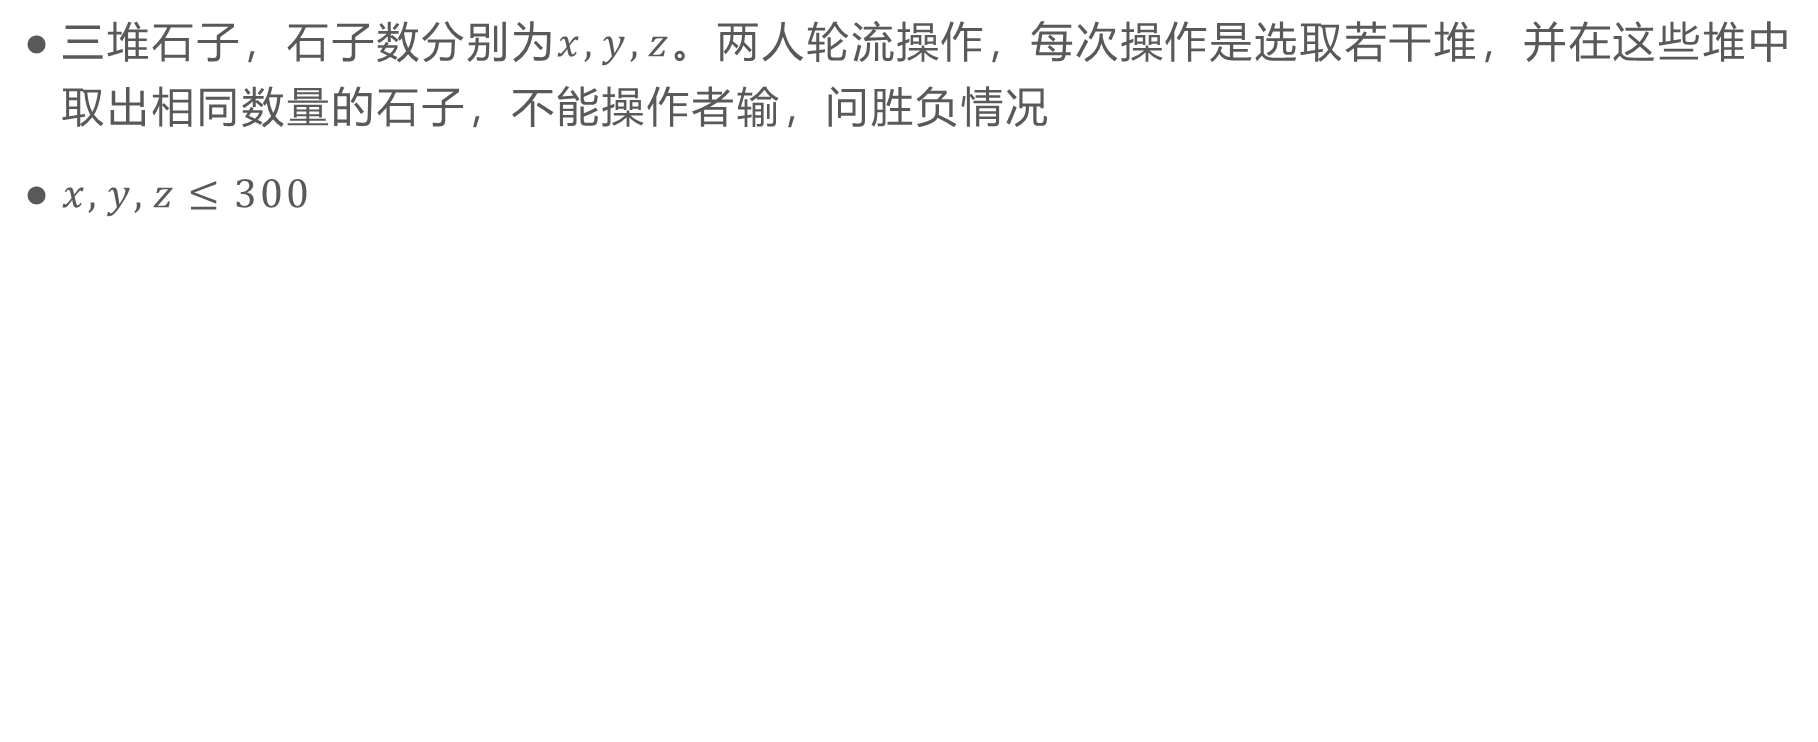 ● 三堆石子，石子数分别为x, y, z。两人轮流操作，每次操作是选取若干堆，并在这些堆中
取出相同数量的石子，不能操作者输，问胜负情况
● x, y, z ≤ 300